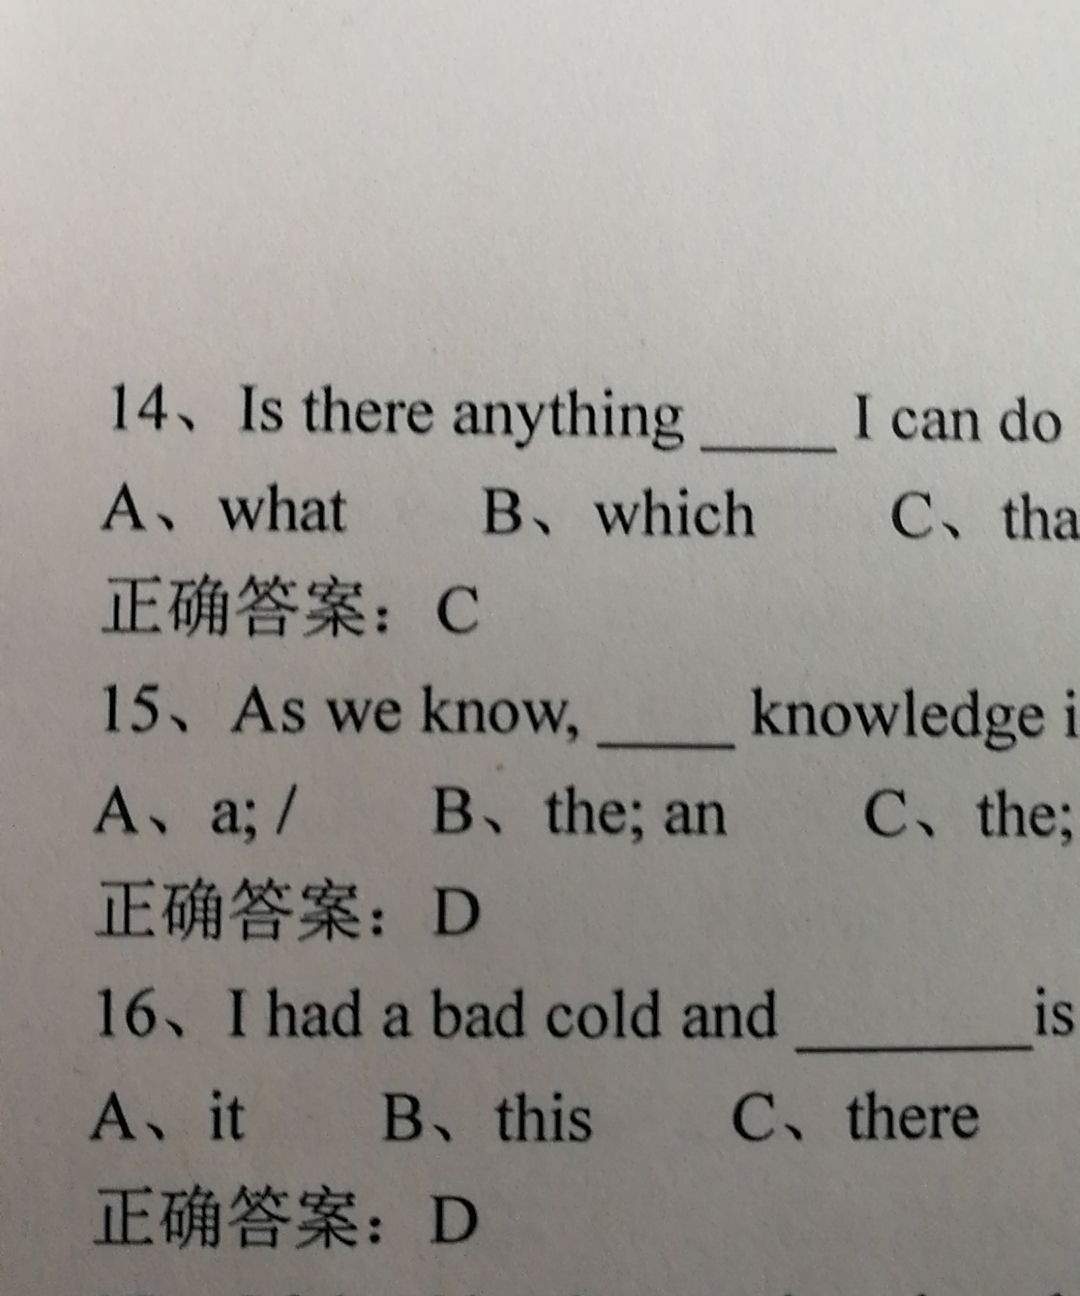 14、Is there anything _____ I can do
A、what B、which C、tha
正确答案：C
15、As we know, _____ knowledge i
A、a; / B、the; an C、the;
正确答案：D
16、I had a bad cold and ________is
A、it B、this C、there
正确答案：D